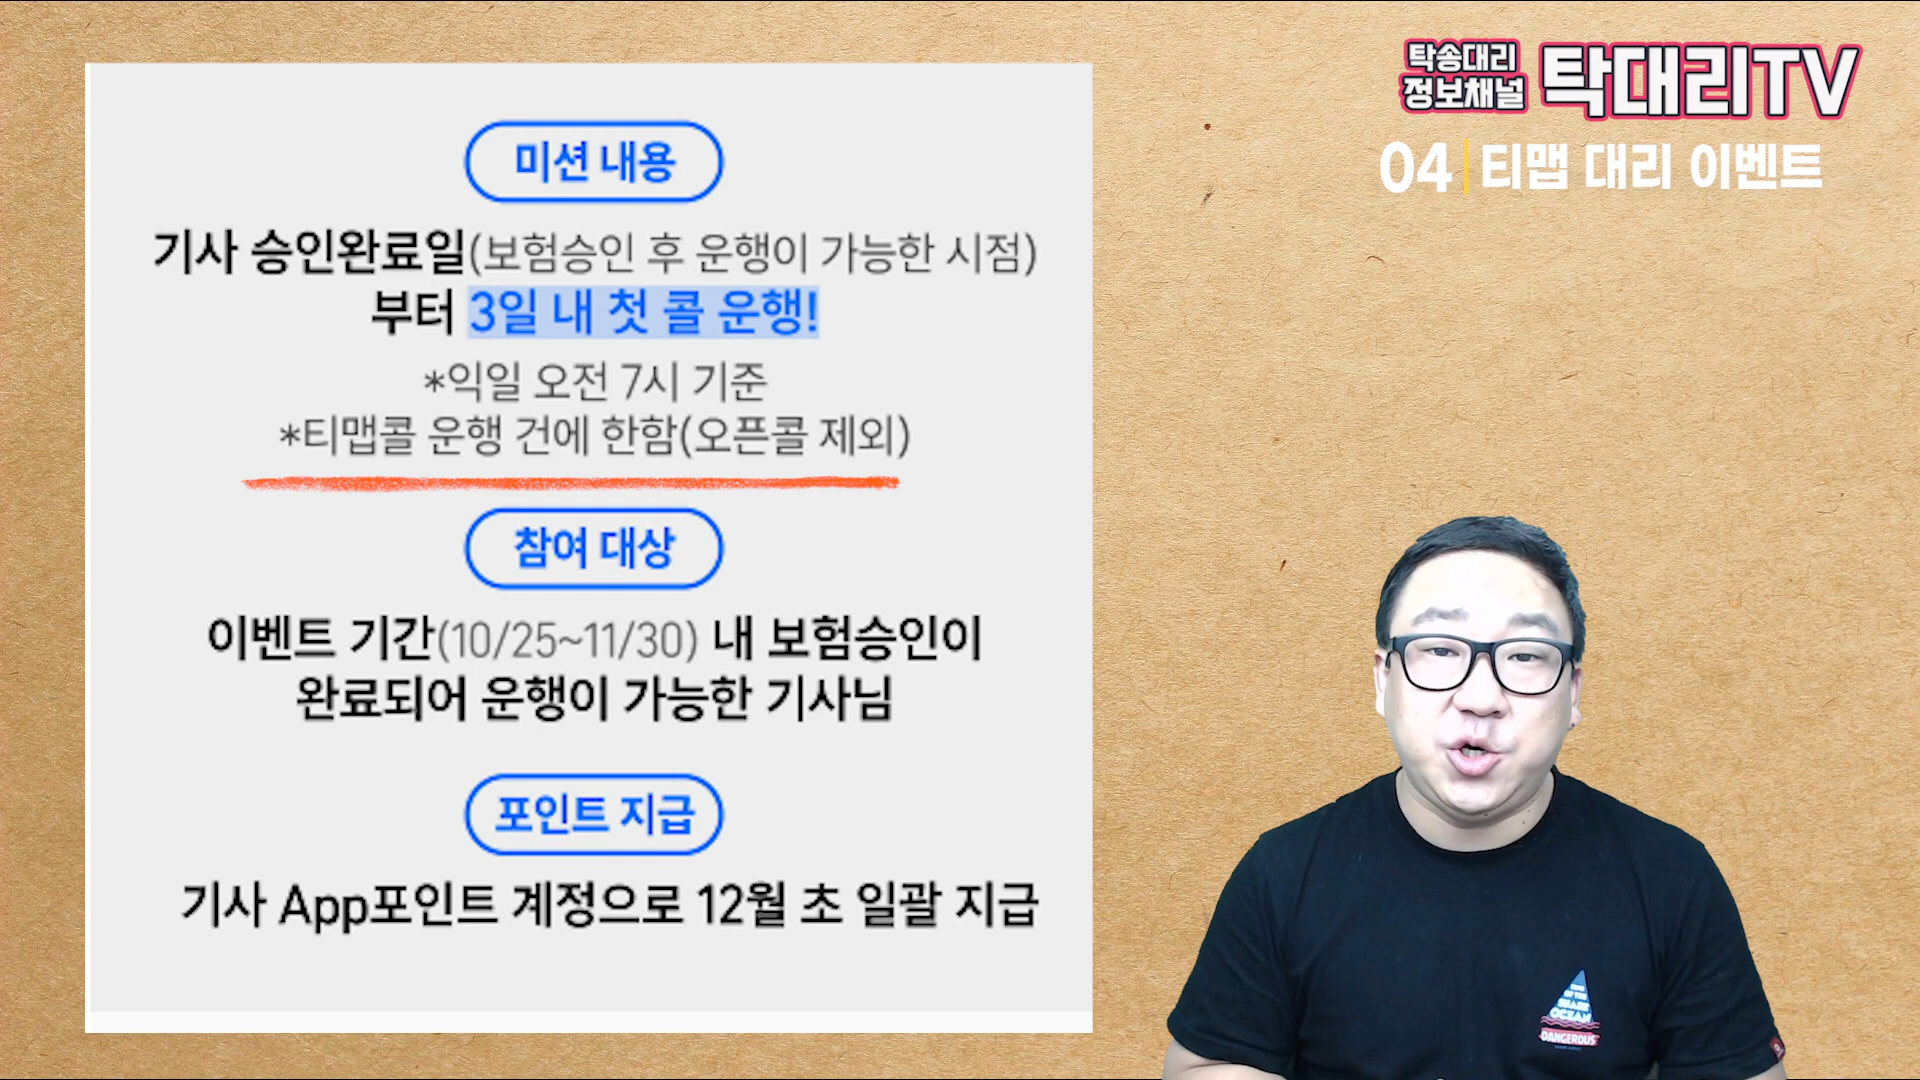 탁송대리
정보채널
탁대리TV
04 티맵 대리 이벤트
미션 내용
기사 승인완료일(보험승인 후 운행이 가능한 시점)
부터 3일 내 첫 콜 운행!
*익일 오전 7시 기준
*티맵콜 운행 건에 한함(오픈콜 제외)
참여 대상
이벤트 기간(10/25~11/30) 내 보험승인이
완료되어 운행이 가능한 기사님
포인트 지급
기사 App포인트 계정으로 12월 초 일괄 지급
OCEAN
DANGEROUS